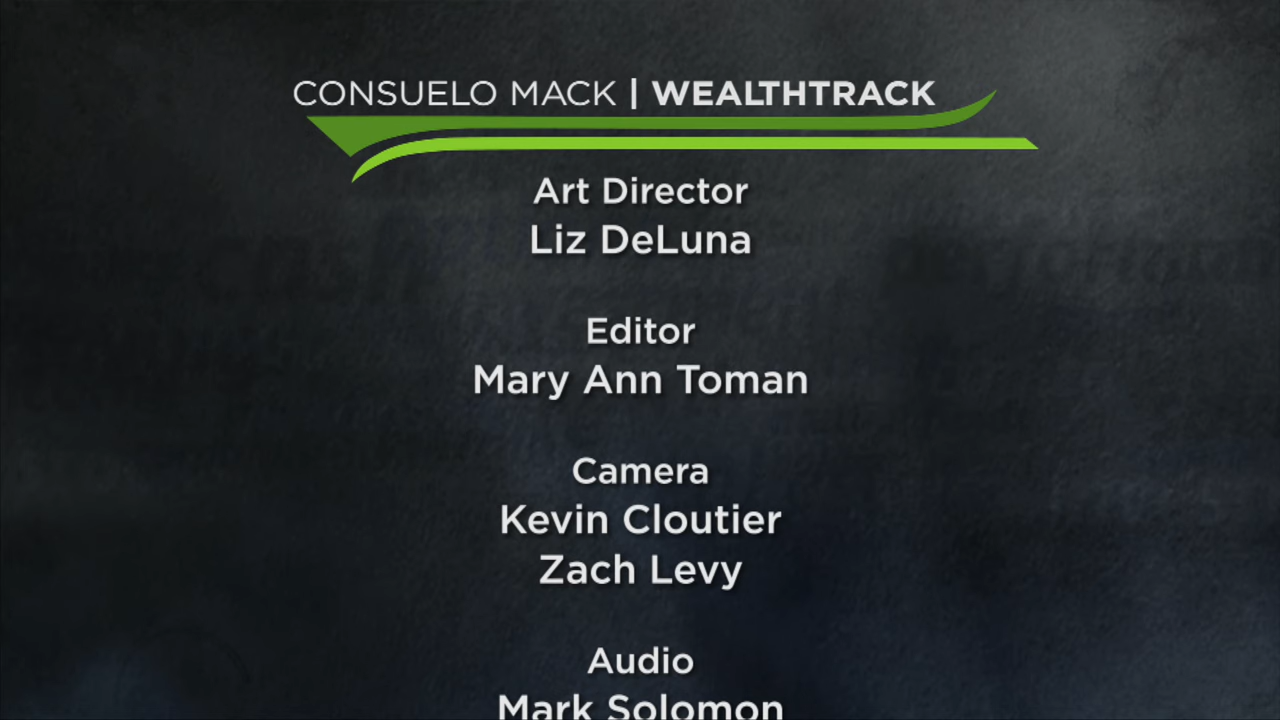 CONSUELO MACK | WEALTHTRACK
Art Director
Liz DeLuna
Editor
Mary Ann Toman
Camera
Kevin Cloutier
Zach Levy
Audio
Mark Solomon